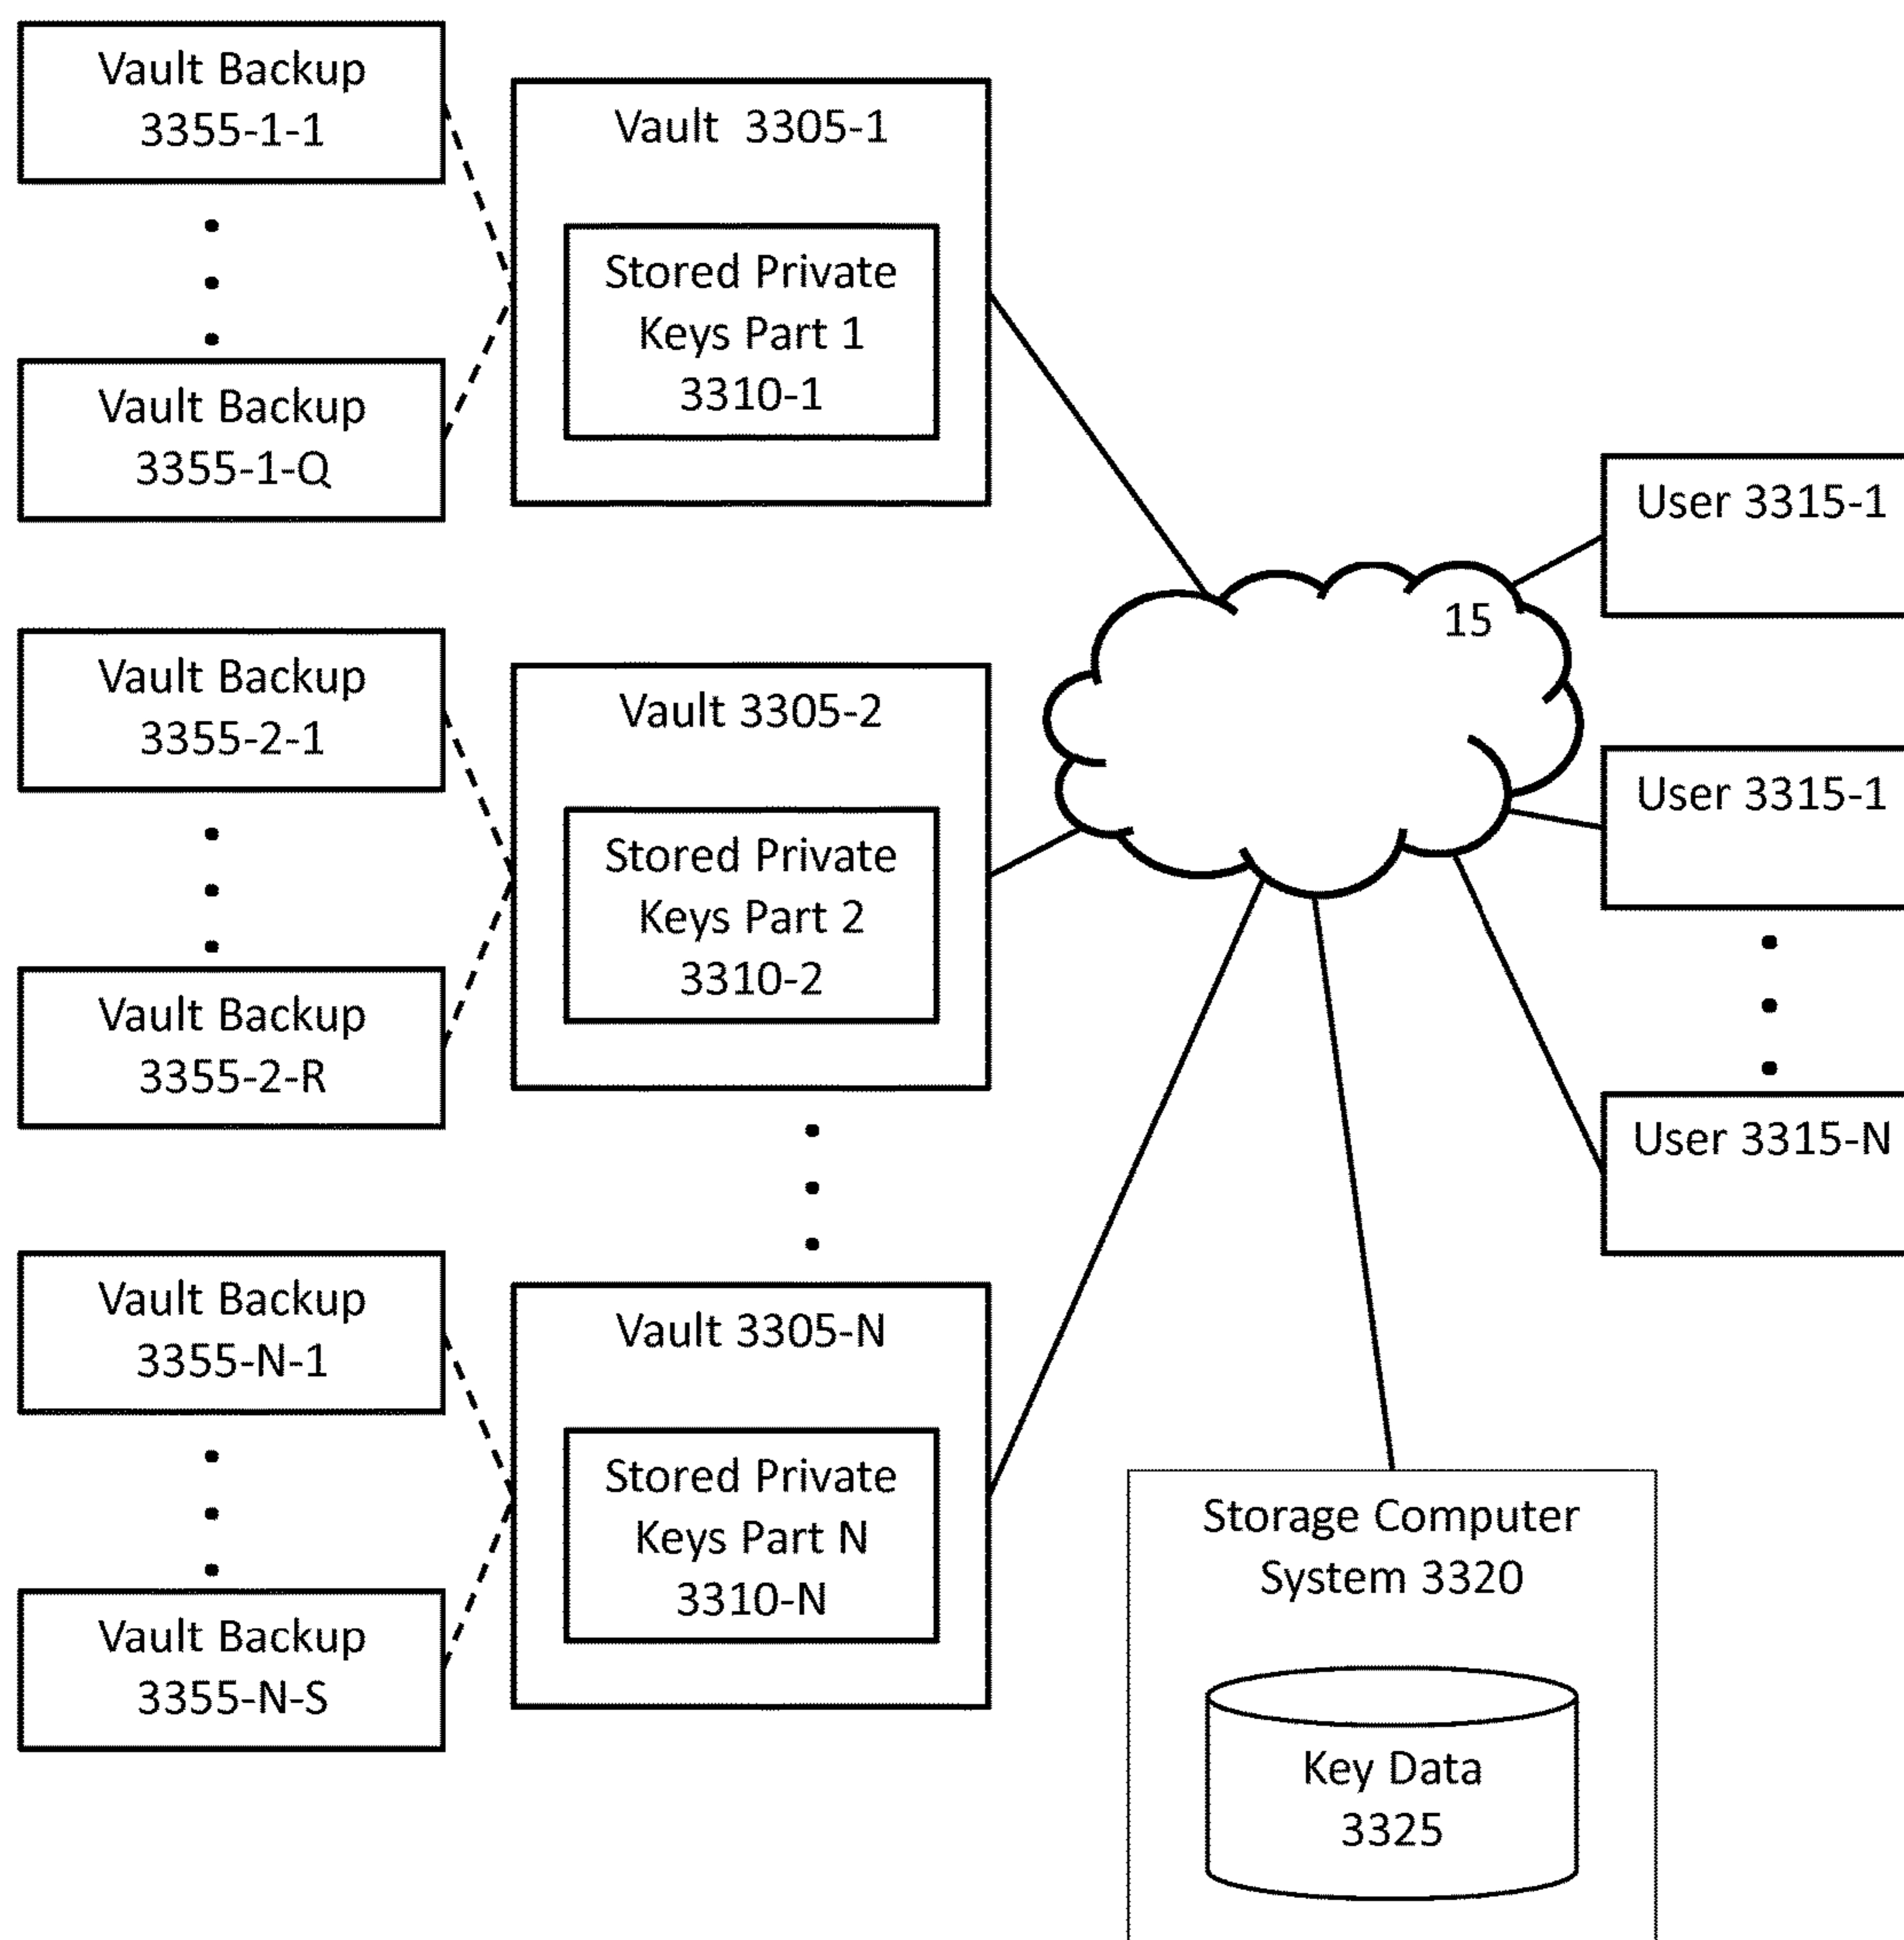 Vault Backup
3355-1-1
Vault Backup
3355-1-Q
Vault 3305-1
Stored Private
Keys Part 1
3310-1
Vault Backup
3355-2-1
Vault Backup
3355-2-R
Vault 3305-2
Stored Private
Keys Part 2
3310-2
Vault Backup
3355-N-1
Vault Backup
3355-N-S
Vault 3305-N
Stored Private
Keys Part N
3310-N
15
User 3315-1
User 3315-1
User 3315-N
Storage Computer
System 3320
Key Data
3325